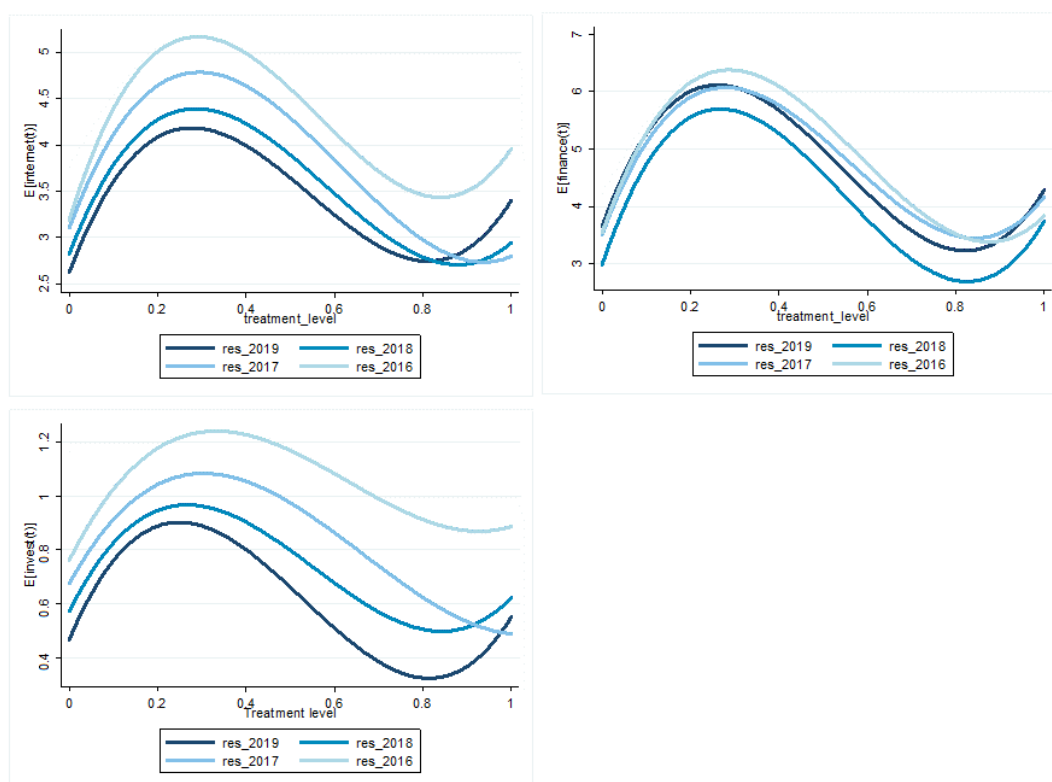 E[internet(t)]
5
4.5
4
3.5
3
2.5
0 0.2 0.4 0.6 0.8 1
treatment_level
res_2019 res_2018
res_2017 res_2016
E[finance(t)]
7
6
5
4
3
0 0.2 0.4 0.6 0.8 1
treatment_level
res_2019 res_2018
res_2017 res_2016
E[invest(t)]
1.2
1
0.8
0.6
0.4
0 0.2 0.4 0.6 0.8 1
Treatment level
res_2019 res_2018
res_2017 res_2016